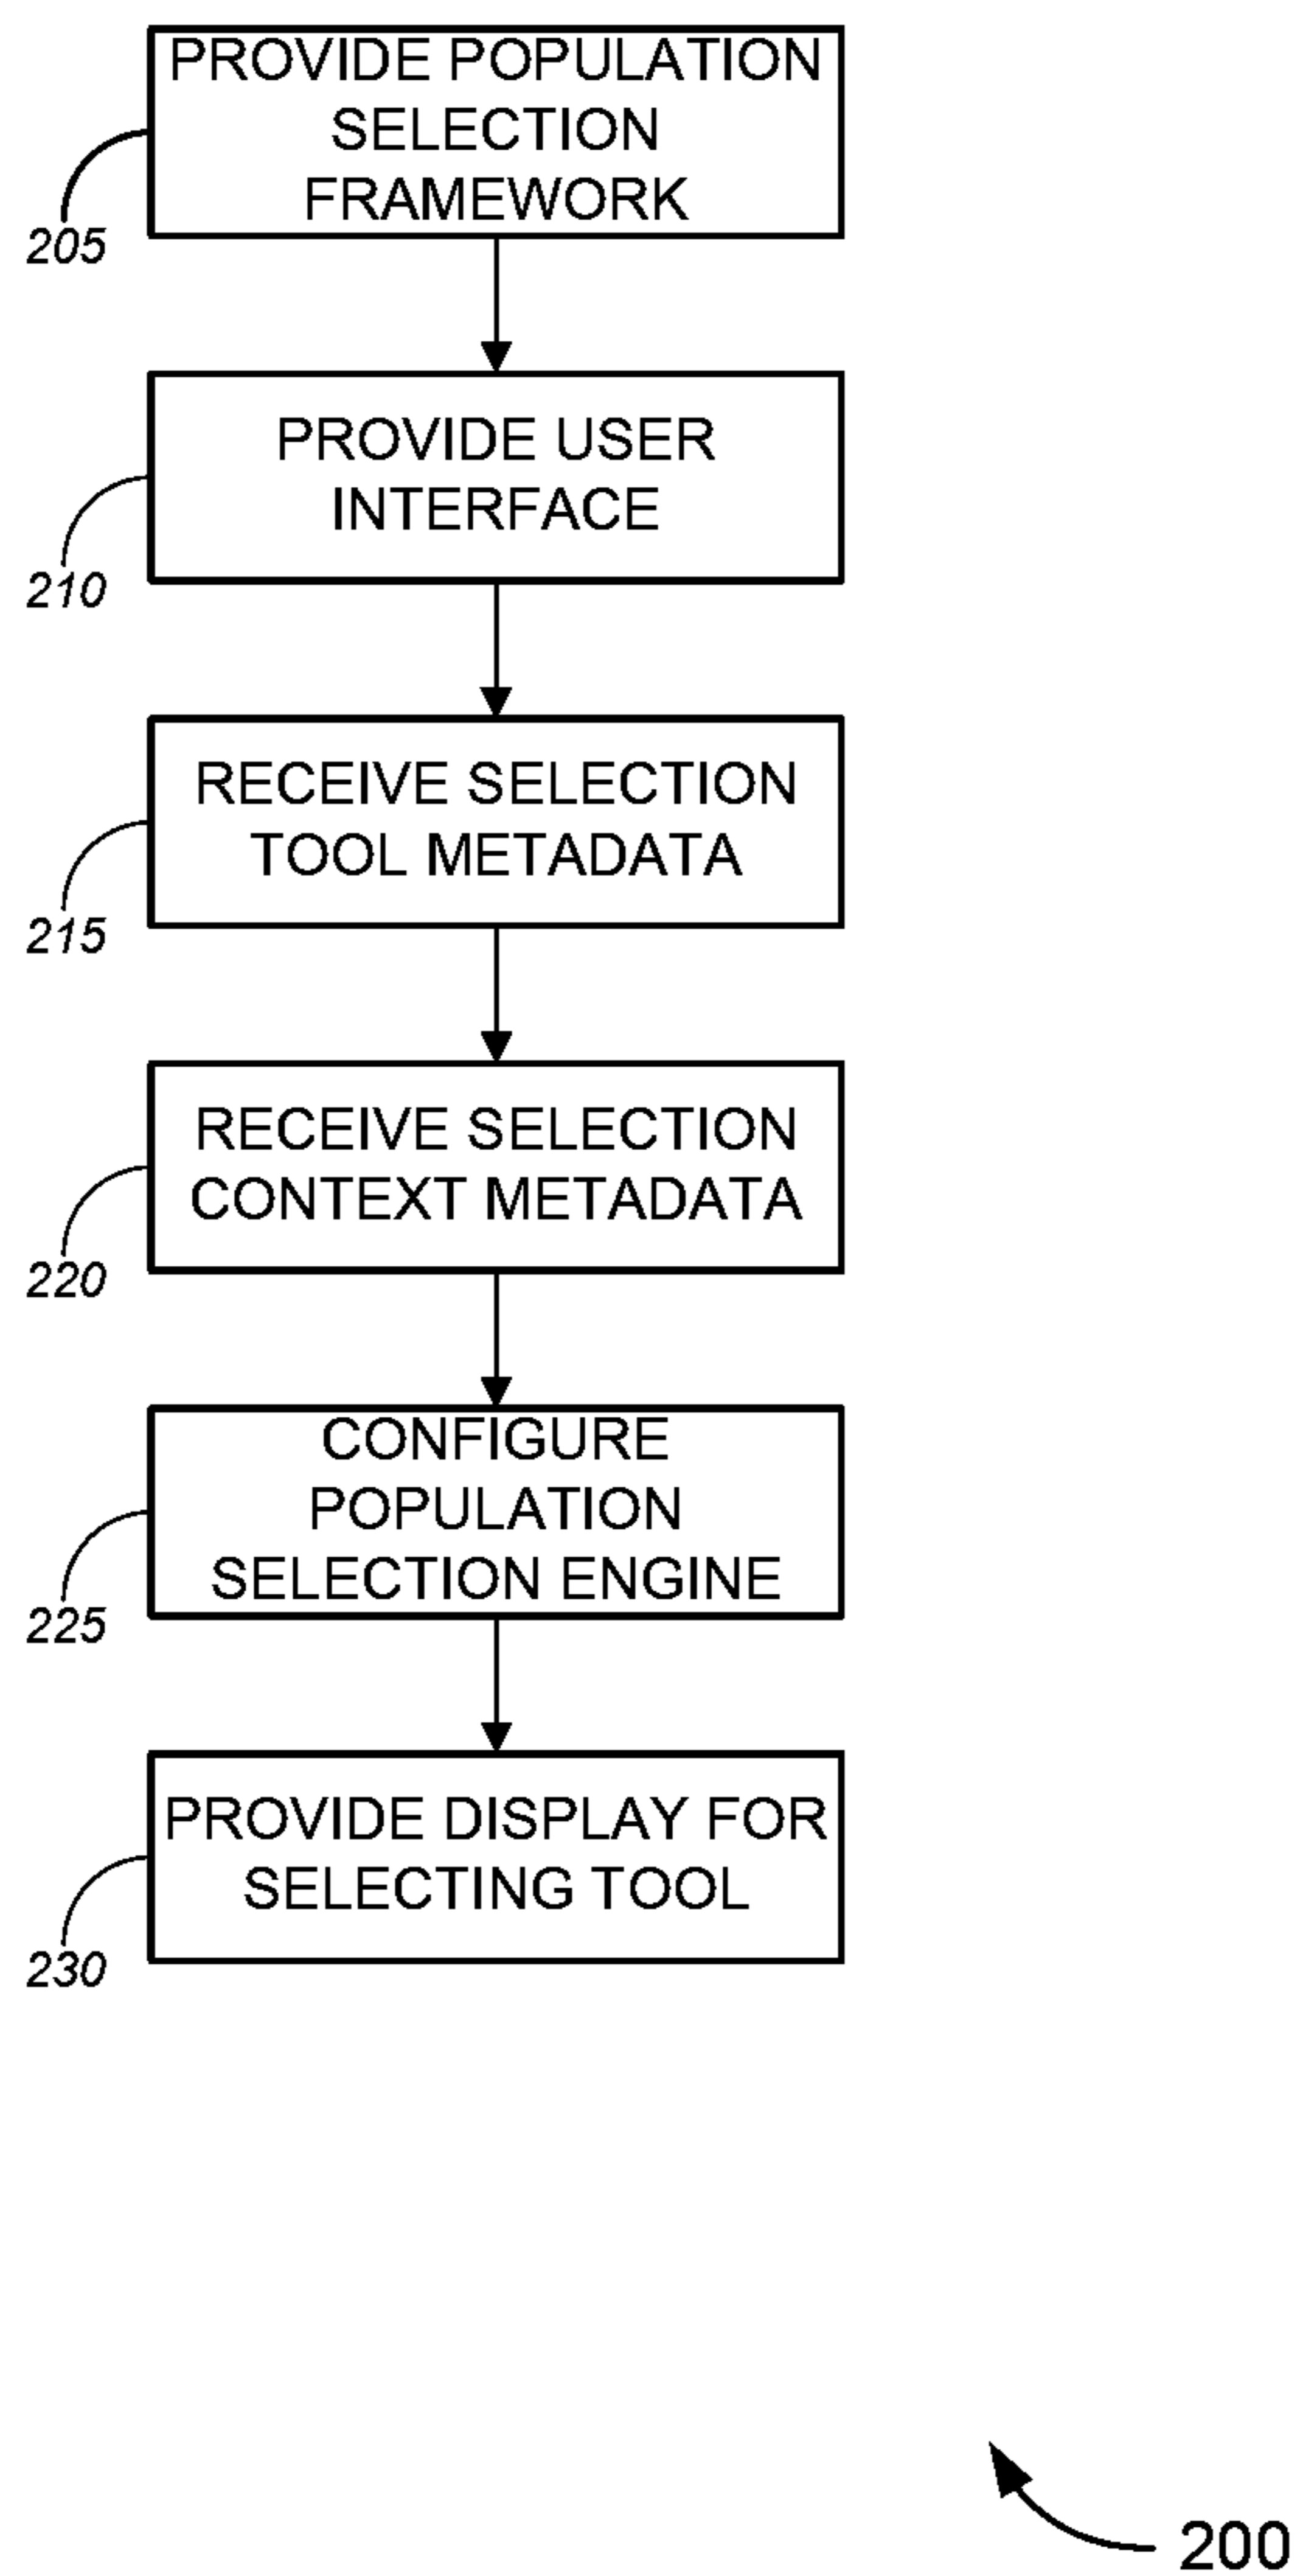 PROVIDE POPULATION
SELECTION
FRAMEWORK
205
PROVIDE USER
INTERFACE
210
RECEIVE SELECTION
TOOL METADATA
215
RECEIVE SELECTION
CONTEXT METADATA
220
CONFIGURE
POPULATION
SELECTION ENGINE
225
PROVIDE DISPLAY FOR
SELECTING TOOL
230
200